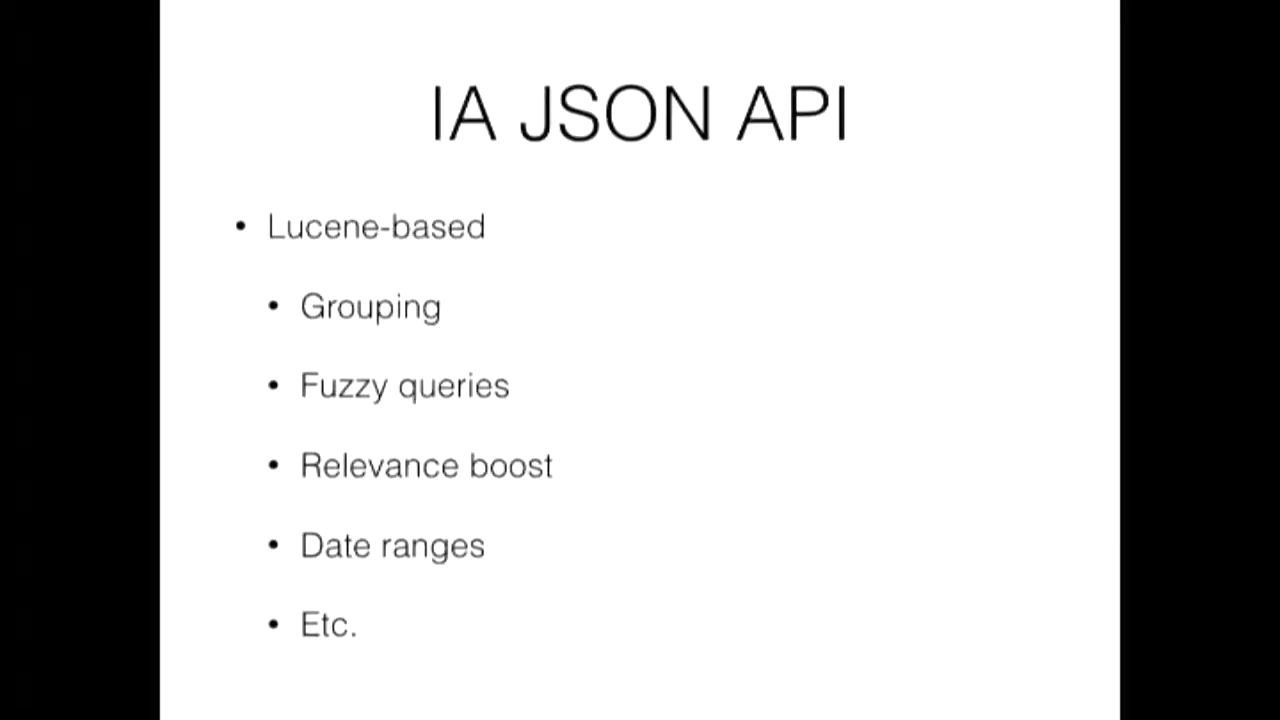 IA JSON API
• Lucene-based
• Grouping
• Fuzzy queries
• Relevance boost
• Date ranges
• Etc.